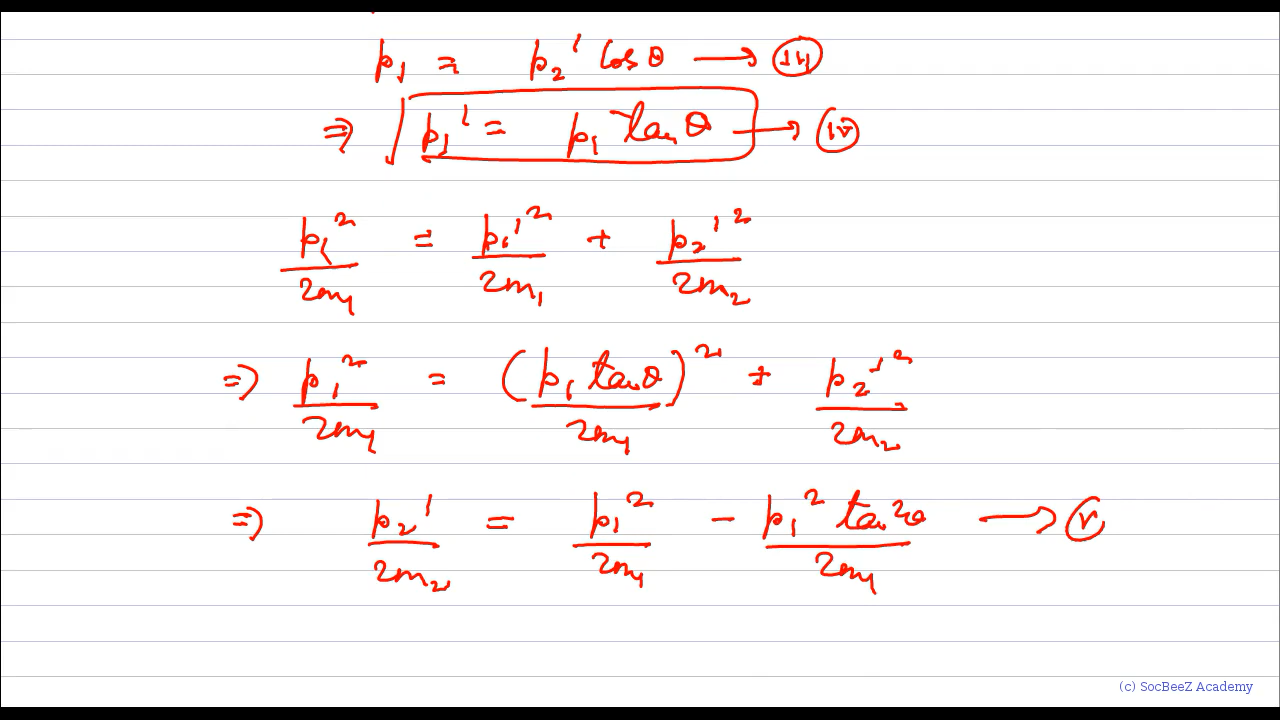 p₁ = p₂' cos θ → (iii)
⇒ p₁' = p₁ tan θ → (iv)
p₁²/2m₁ = p₁'²/2m₁ + p₂'²/2m₂
⇒ p₁²/2m₁ = (p₁ tan θ)²/2m₁ + p₂'²/2m₂
⇒ p₂'/2m₂ = p₁²/2m₁ - p₁² tan²θ/2m₁ → (v)
(c) SocBeeZ Academy